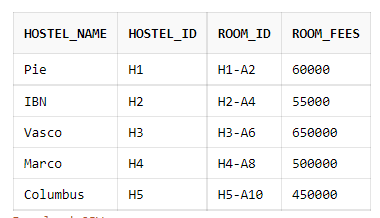 HOSTEL_NAME HOSTEL_ID ROOM_ID ROOM_FEES
Pie H1 H1-A2 60000
IBN H2 H2-A4 55000
Vasco H3 H3-A6 650000
Marco H4 H4-A8 500000
Columbus H5 H5-A10 450000